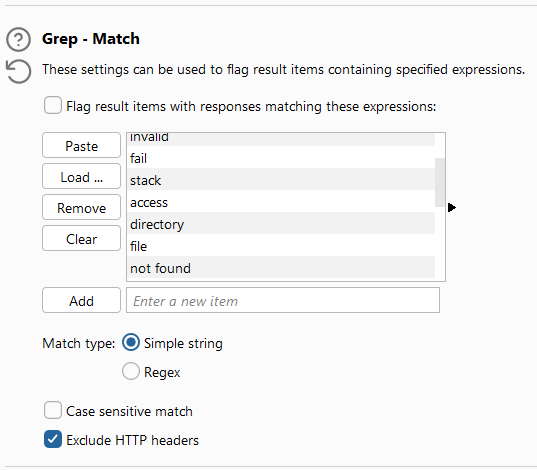 Grep - Match
These settings can be used to flag result items containing specified expressions.
Flag result items with responses matching these expressions:
Paste
Load ...
Remove
Clear
invalid
fail
stack
access
directory
file
not found
Add
Enter a new item
Match type:
Simple string
Regex
Case sensitive match
Exclude HTTP headers